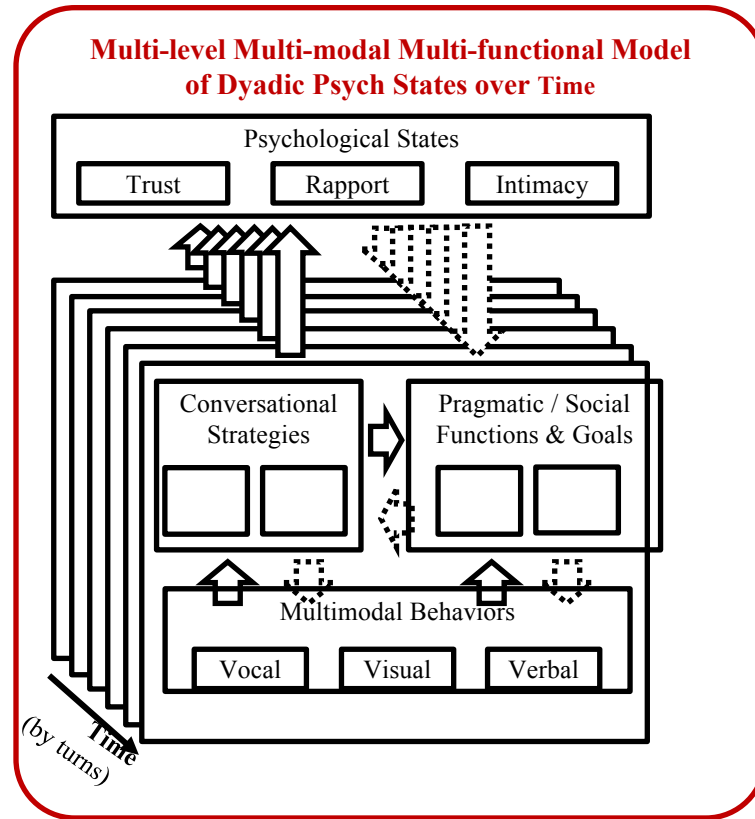 Multi-level Multi-modal Multi-functional Model
of Dyadic Psych States over Time
Psychological States
Trust
Rapport
Intimacy
Conversational
Strategies
Pragmatic / Social
Functions & Goals
Multimodal Behaviors
Vocal
Visual
Verbal
Time
(by turns)